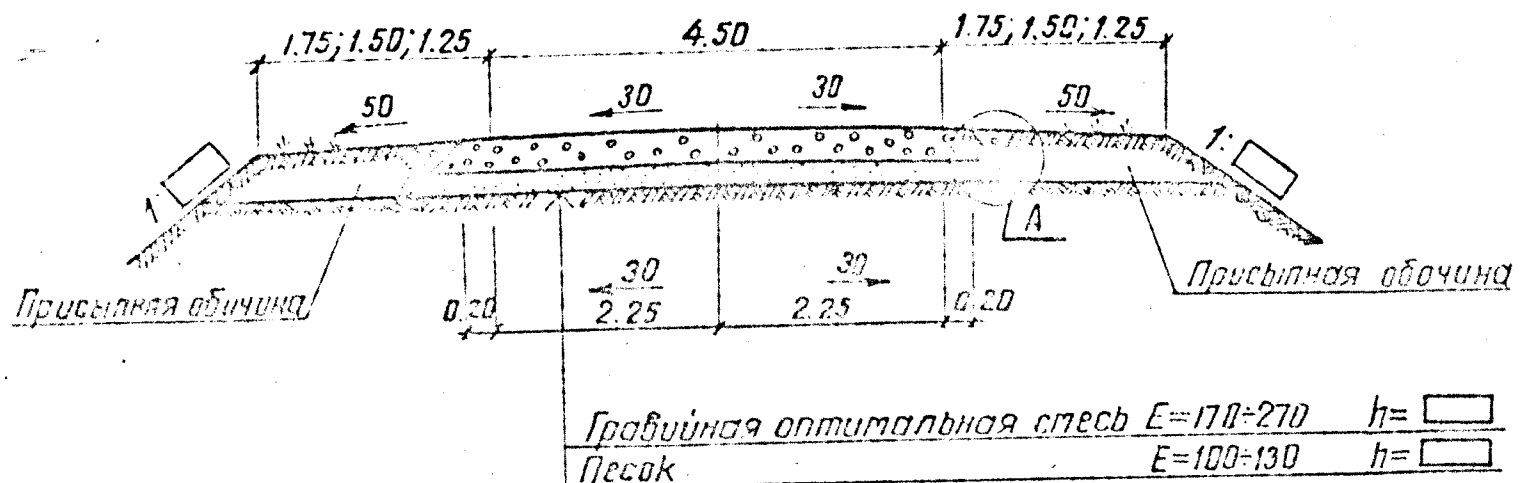 1.75; 1.50; 1.25 4.50 1.75; 1.50; 1.25
50 30 30 50
1: 1:
А
30 30
Присыпная обочина Присыпная обочина
0.20 2.25 2.25 0.20
Гравийная оптимальная смесь E=170÷270 h=
Песок E=100÷130 h=